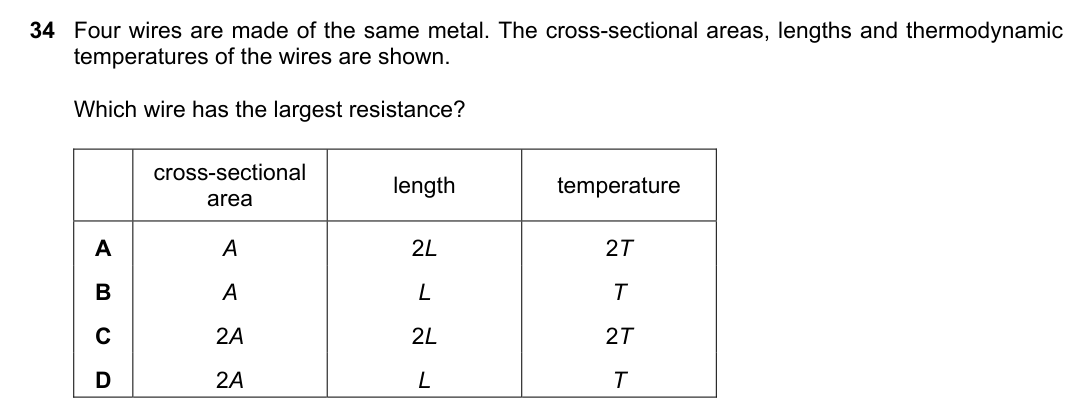 34 Four wires are made of the same metal. The cross-sectional areas, lengths and thermodynamic
temperatures of the wires are shown.
Which wire has the largest resistance?
cross-sectional area length temperature
A A 2L 2T
B A L T
C 2A 2L 2T
D 2A L T